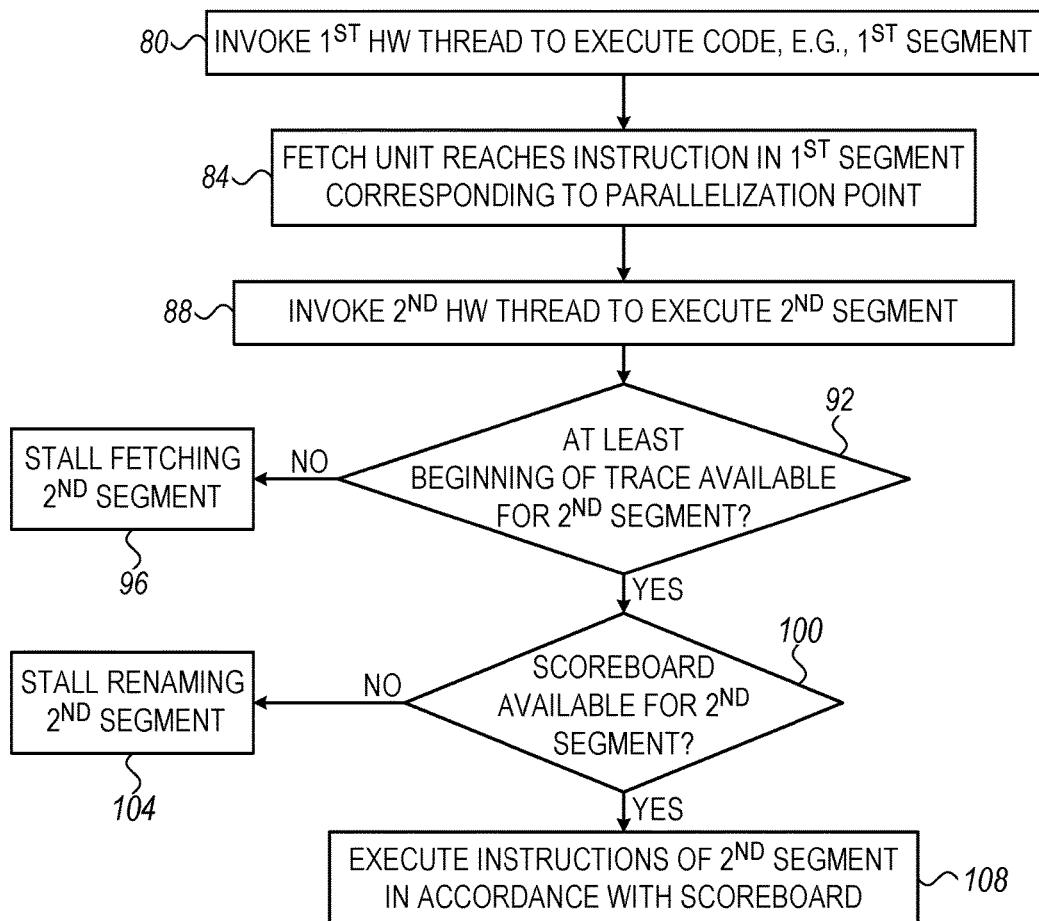 80 INVOKE 1ST HW THREAD TO EXECUTE CODE, E.G., 1ST SEGMENT
FETCH UNIT REACHES INSTRUCTION IN 1ST SEGMENT
84
CORRESPONDING TO PARALLELIZATION POINT
88 INVOKE 2ND HW THREAD TO EXECUTE 2ND SEGMENT
92
AT LEAST
BEGINNING OF TRACE AVAILABLE
FOR 2ND SEGMENT?
NO
STALL FETCHING
2ND SEGMENT
96
YES
100
SCOREBOARD
AVAILABLE FOR 2ND
SEGMENT?
NO
STALL RENAMING
2ND SEGMENT
104
YES
EXECUTE INSTRUCTIONS OF 2ND SEGMENT
IN ACCORDANCE WITH SCOREBOARD
108